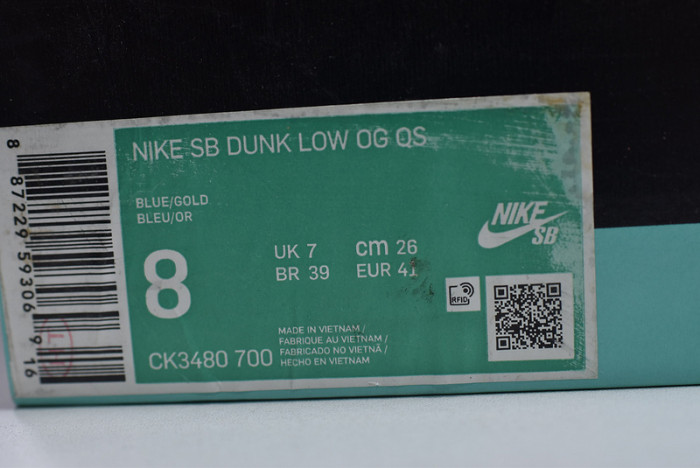 NIKE SB DUNK LOW OG QS
BLUE/GOLD
BLEU/OR
8
UK 7 cm 26
BR 39 EUR 41
NIKE
SB
RFID
CK3480 700
MADE IN VIETNAM /
FABRIQUE AU VIETNAM /
FABRICADO NO VIETNÃ /
HECHO EN VIETNAM
8 87229 59306 9 16